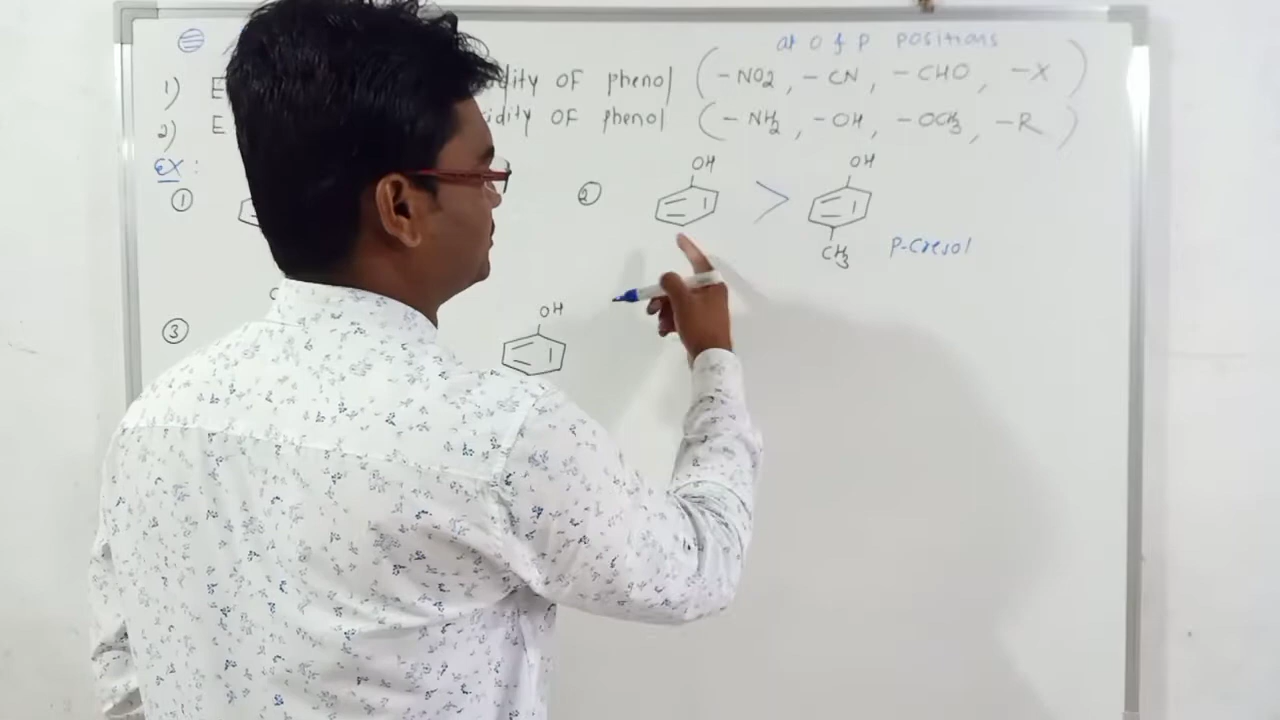 at O & P POSITIONS
1) E dity OF phenol ( - NO2 , - CN , - CHO , - X )
2) E idity OF phenol ( - NH2 , - OH , - OCH3 , - R )
EX :
① ② OH > OH
CH3 P-cresol
③ OH